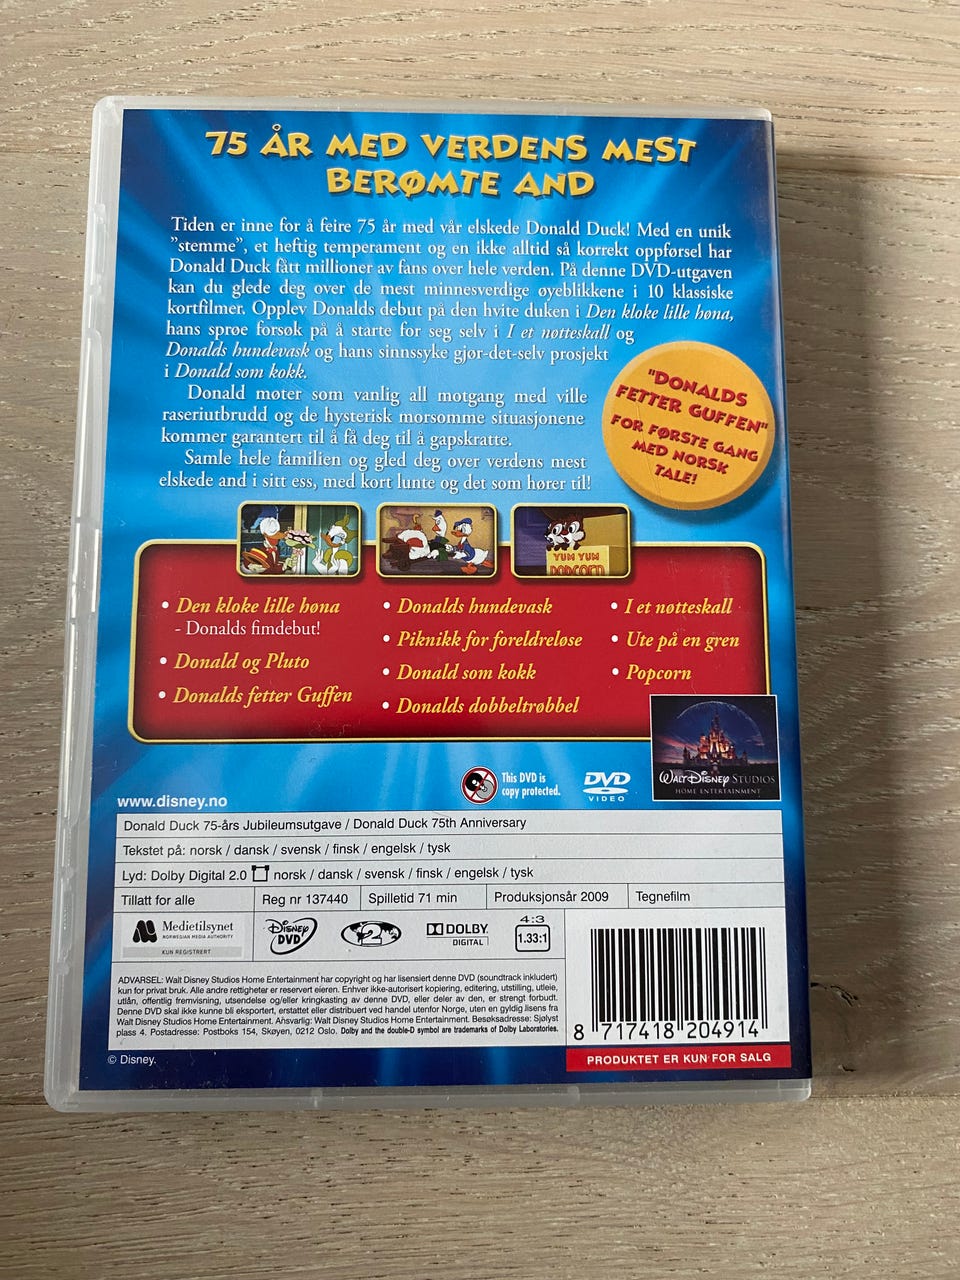 75 ÅR MED VERDENS MEST
BERØMTE AND
Tiden er inne for å feire 75 år med vår elskede Donald Duck! Med en unik
”stemme”, et heftig temperament og en ikke alltid så korrekt oppførsel har
Donald Duck fått millioner av fans over hele verden. På denne DVD-utgaven
kan du glede deg over de mest minnesverdige øyeblikkene i 10 klassiske
kortfilmer. Opplev Donalds debut på den hvite duken i Den kloke lille høna,
hans sprøe forsøk på å starte for seg selv i I et nøtteskall og
Donalds hundevask og hans sinnssyke gjør-det-selv prosjekt
i Donald som kokk.
Donald møter som vanlig all motgang med ville
raseriutbrudd og de hysterisk morsomme situasjonene
kommer garantert til å få deg til å gapskratte.
Samle hele familien og gled deg over verdens mest
elskede and i sitt ess, med kort lunte og det som hører til!
"DONALDS
FETTER GUFFEN"
FOR FØRSTE GANG
MED NORSK
TALE!
YUM YUM
POPCORN
• Den kloke lille høna
- Donalds fimdebut!
• Donald og Pluto
• Donalds fetter Guffen
• Donalds hundevask
• Piknikk for foreldreløse
• Donald som kokk
• Donalds dobbeltrøbbel
• I et nøtteskall
• Ute på en gren
• Popcorn
WALT DISNEY STUDIOS
HOME ENTERTAINMENT
This DVD is
copy protected.
DVD
VIDEO
www.disney.no
Donald Duck 75-års Jubileumsutgave / Donald Duck 75th Anniversary
Tekstet på: norsk / dansk / svensk / finsk / engelsk / tysk
Lyd: Dolby Digital 2.0 norsk / dansk / svensk / finsk / engelsk / tysk
Tillatt for alle
Reg nr 137440
Spilletid 71 min
Produksjonsår 2009
Tegnefilm
Medietilsynet
NORWEGIAN MEDIA AUTHORITY
KUN REGISTRERT
DISNEY
DVD
2
DOLBY
DIGITAL
4:3
1.33:1
ADVARSEL: Walt Disney Studios Home Entertainment har copyright og har lisensiert denne DVD (soundtrack inkludert)
kun for privat bruk. Alle andre rettigheter er reservert eieren. Enhver ikke-autorisert kopiering, editering, utstilling, utleie,
utlån, offentlig fremvisning, utsendelse og/eller kringkasting av denne DVD, eller deler av den, er strengt forbudt.
Denne DVD skal ikke kunne bli eksportert, erstattet eller distribuert ved handel utenfor Norge, uten en gyldig lisens fra
Walt Disney Studios Home Entertainment. Ansvarlig: Walt Disney Studios Home Entertainment. Besøksadresse: Sjølyst
plass 4. Postadresse: Postboks 154, Skøyen, 0212 Oslo. Dolby and the double-D symbol are trademarks of Dolby Laboratories.
8 717418 204914
PRODUKTET ER KUN FOR SALG
© Disney.